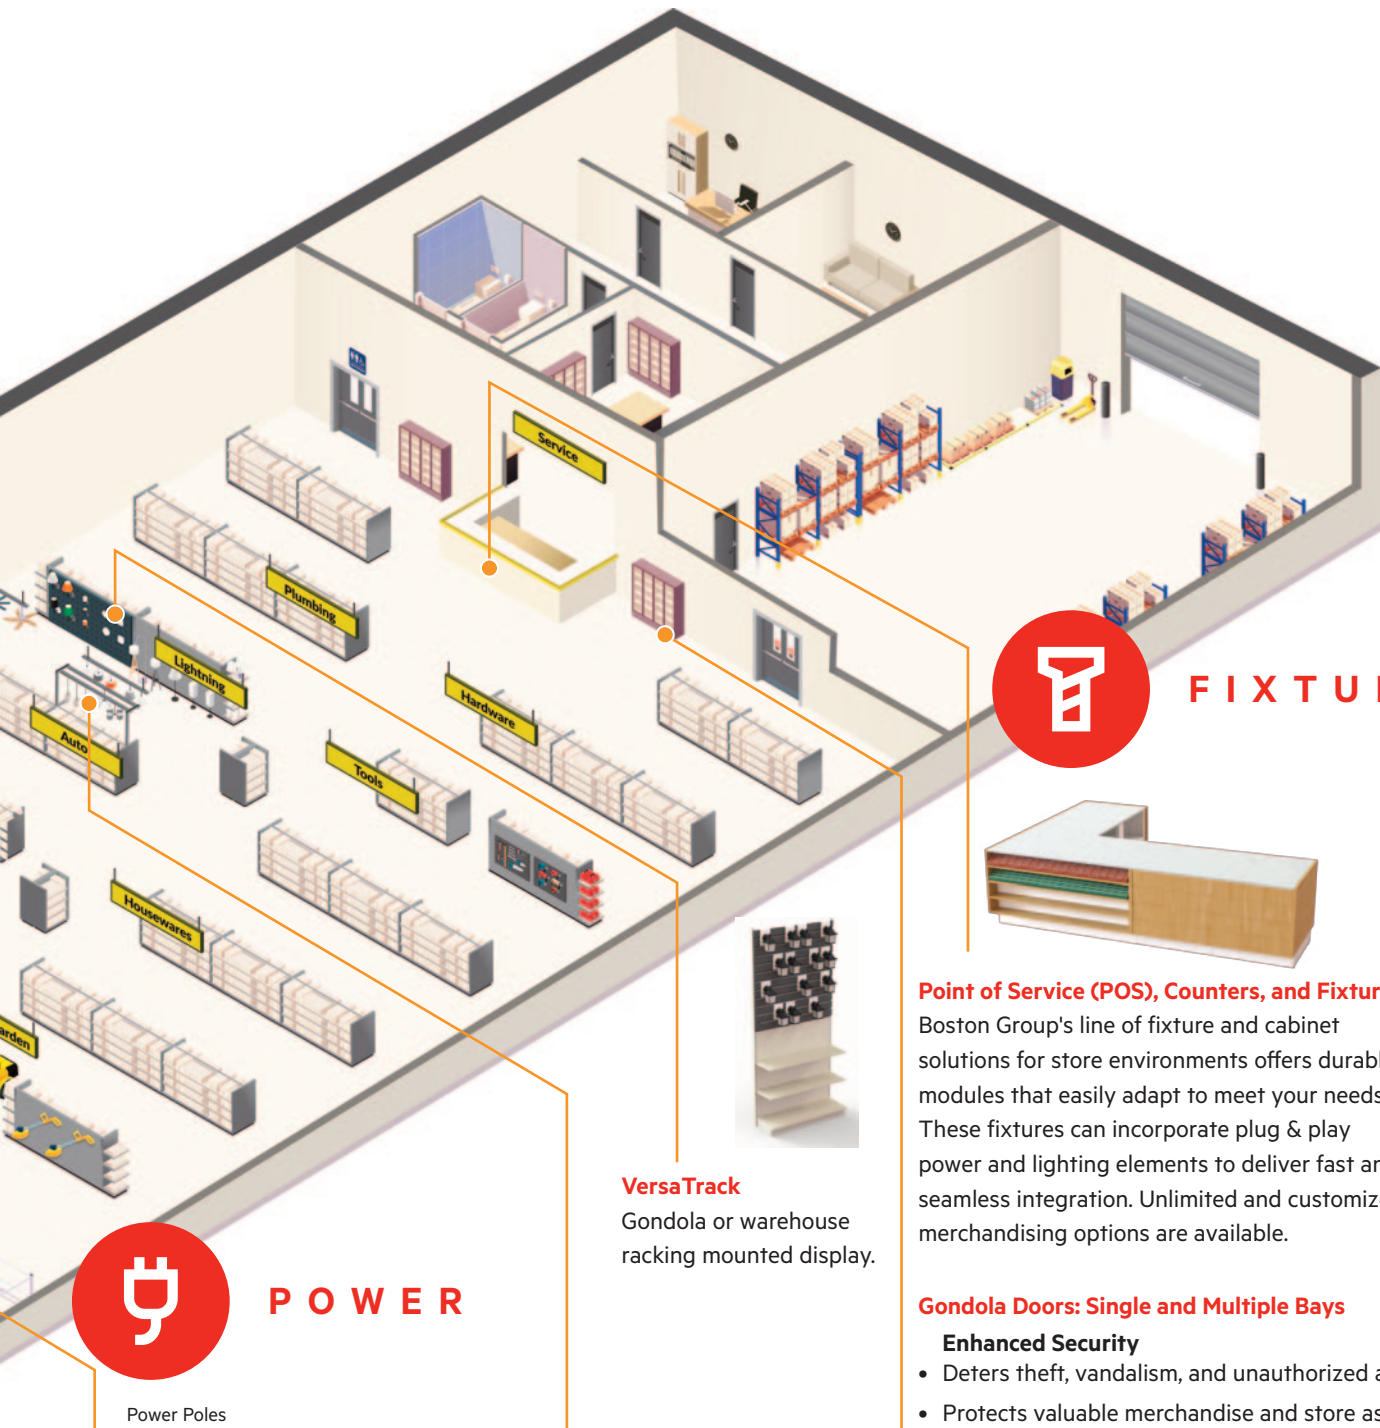 Service
Plumbing
Lightning
Auto
Hardware
Tools
Housewares
arden
FIXTU
POWER
Power Poles
VersaTrack
Gondola or warehouse
racking mounted display.
Point of Service (POS), Counters, and Fixtur
Boston Group's line of fixture and cabinet
solutions for store environments offers durabl
modules that easily adapt to meet your needs
These fixtures can incorporate plug & play
power and lighting elements to deliver fast an
seamless integration. Unlimited and customiz
merchandising options are available.
Gondola Doors: Single and Multiple Bays
Enhanced Security
• Deters theft, vandalism, and unauthorized a
• Protects valuable merchandise and store as